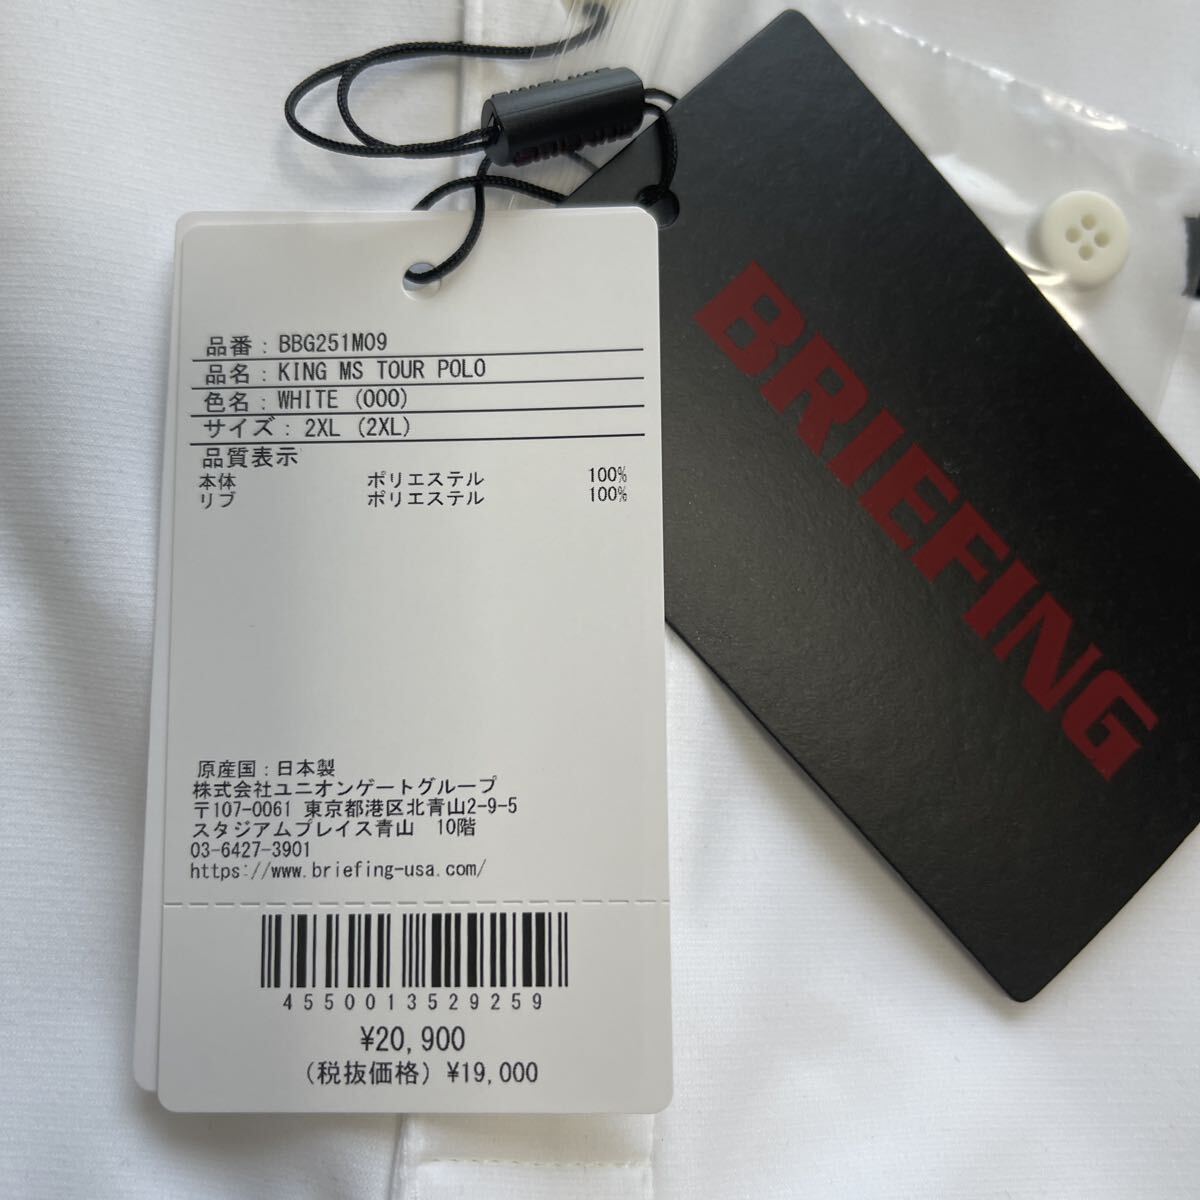 品番：BBG251M09
品名：KING MS TOUR POLO
色名：WHITE (000)
サイズ：2XL (2XL)
品質表示
本体 ポリエステル 100%
リブ ポリエステル 100%
原産国：日本製
株式会社ユニオンゲートグループ
〒107-0061 東京都港区北青山2-9-5
スタジアムプレイス青山 10階
03-6427-3901
https://www.briefing-usa.com/
4550013529259
¥20,900
(税抜価格) ¥19,000
BRIEFING